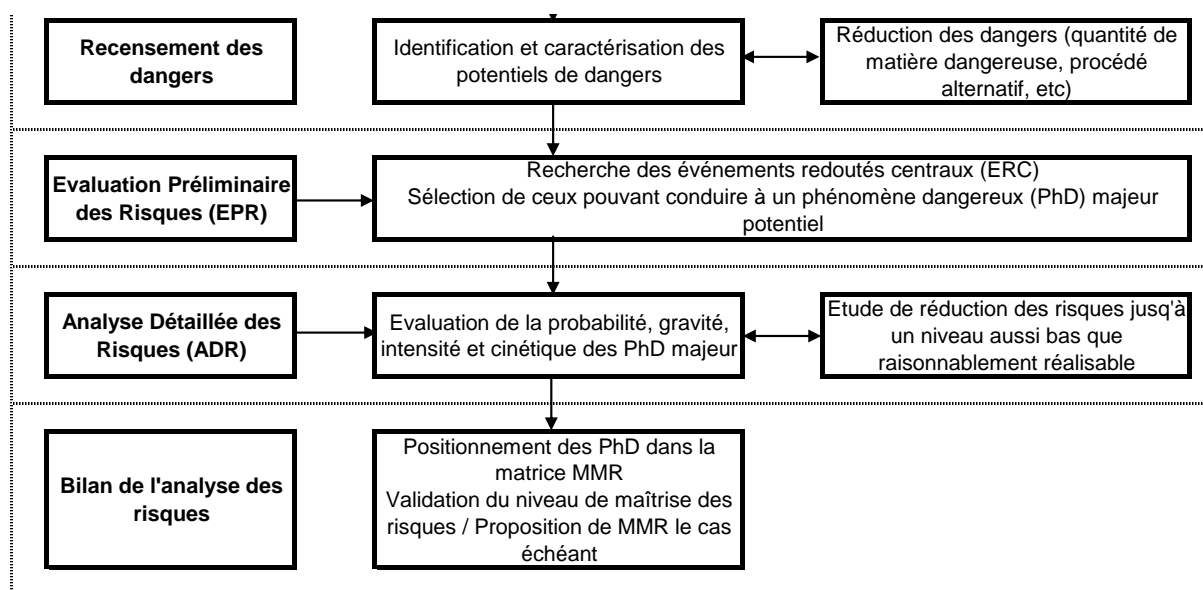 Recensement des
dangers
Identification et caractérisation des
potentiels de dangers
Réduction des dangers (quantité de
matière dangereuse, procédé
alternatif, etc)
Evaluation Préliminaire
des Risques (EPR)
Recherche des événements redoutés centraux (ERC)
Sélection de ceux pouvant conduire à un phénomène dangereux (PhD) majeur
potentiel
Analyse Détaillée des
Risques (ADR)
Evaluation de la probabilité, gravité,
intensité et cinétique des PhD majeur
Etude de réduction des risques jusqu'à
un niveau aussi bas que
raisonnablement réalisable
Bilan de l'analyse des
risques
Positionnement des PhD dans la
matrice MMR
Validation du niveau de maîtrise des
risques / Proposition de MMR le cas
échéant